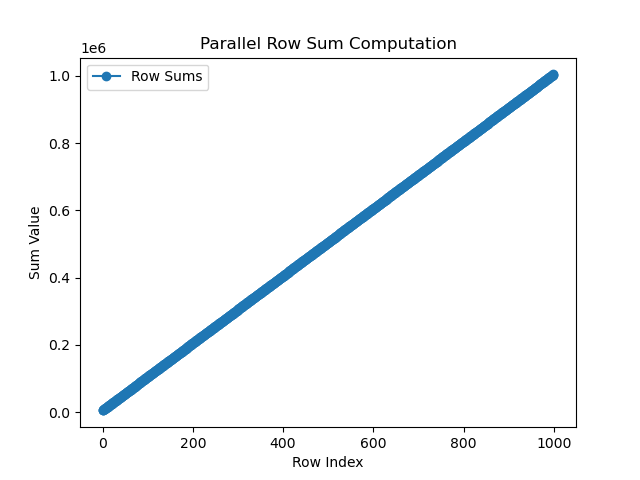 Parallel Row Sum Computation
1e6
Row Sums
1.0
0.8
0.6
0.4
0.2
0.0
Sum Value
0 200 400 600 800 1000
Row Index